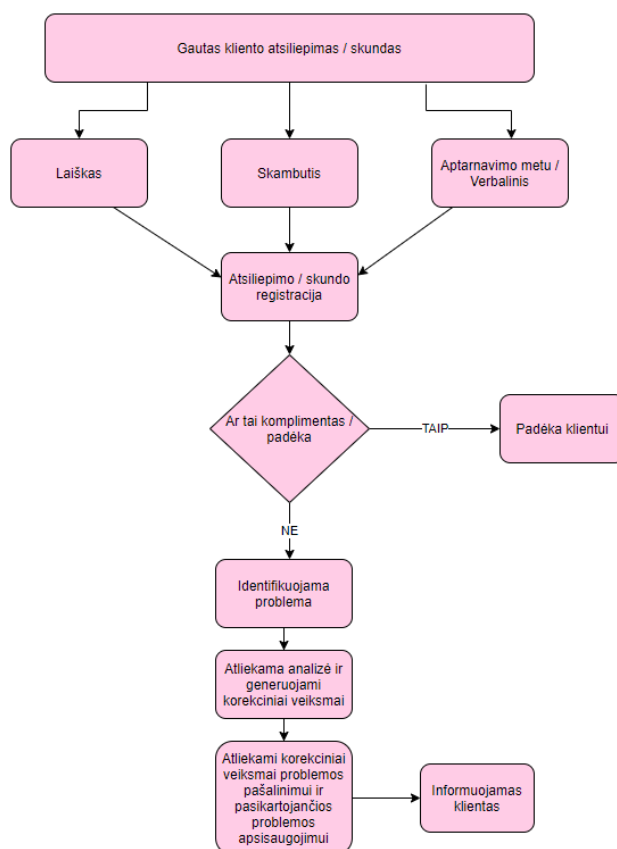 Gautas kliento atsiliepimas / skundas
Laiškas
Skambutis
Aptarnavimo metu /
Verbalinis
Atsiliepimo / skundo
registracija
Ar tai komplimentas /
padėka
TAIP
Padėka klientui
NE
Identifikuojama
problema
Atliekama analizė ir
generuojami
korekciniai veiksmai
Atliekami korekciniai
veiksmai problemos
pašalinimui ir
pasikartojančios
problemos
apsisaugojimui
Informuojamas
klientas